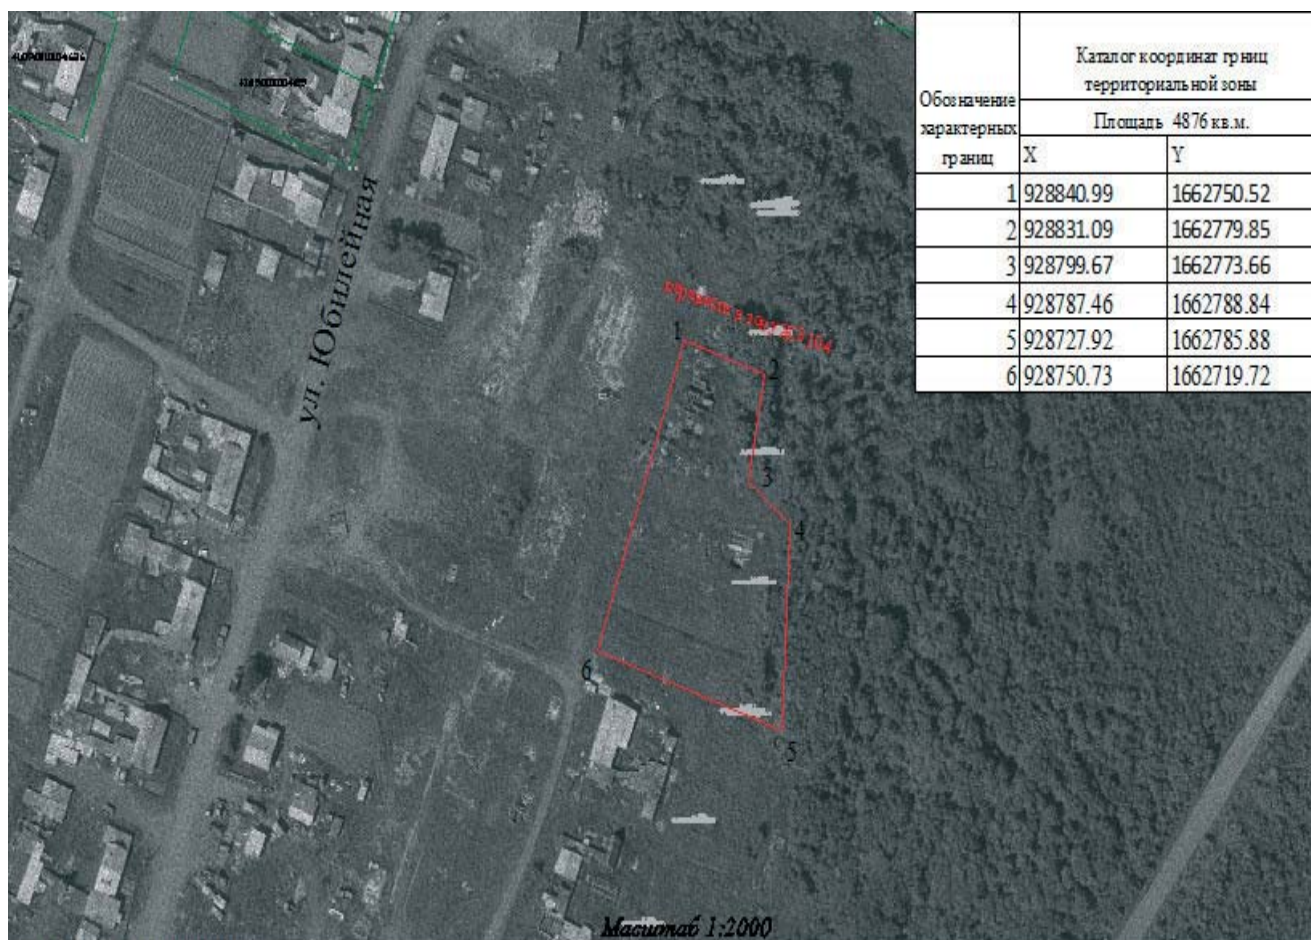 Обозначение
характерных
границ
Каталог координат грниц
территориальной зоны
Площадь 4876 кв.м.
X Y
1 928840.99 1662750.52
2 928831.09 1662779.85
3 928799.67 1662773.66
4 928787.46 1662788.84
5 928727.92 1662785.88
6 928750.73 1662719.72
ул. Юбилейная
1
2
3
4
5
6
Масштаб 1:2000